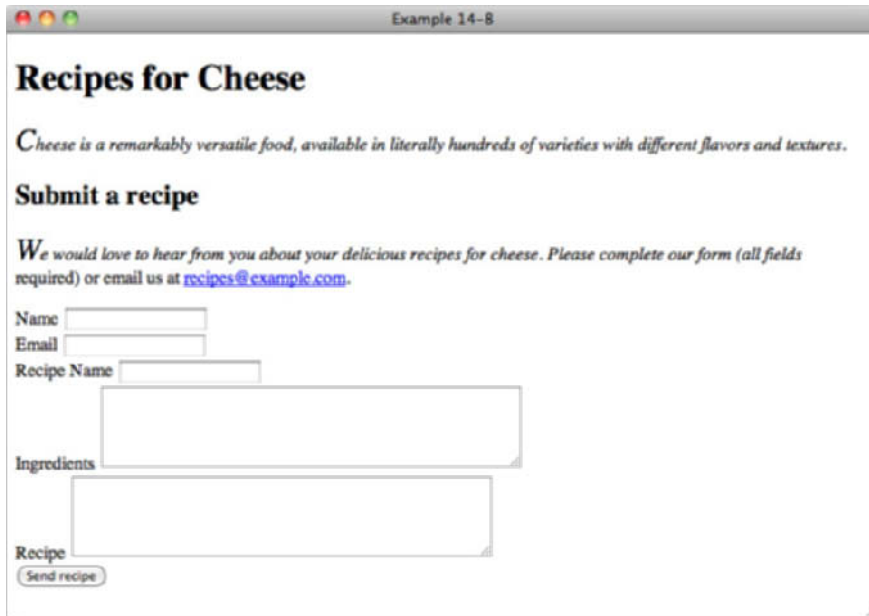 Example 14-8
Recipes for Cheese
Cheese is a remarkably versatile food, available in literally hundreds of varieties with different flavors and textures.
Submit a recipe
We would love to hear from you about your delicious recipes for cheese. Please complete our form (all fields
required) or email us at recipes@example.com.
Name
Email
Recipe Name
Ingredients
Recipe
Send recipe